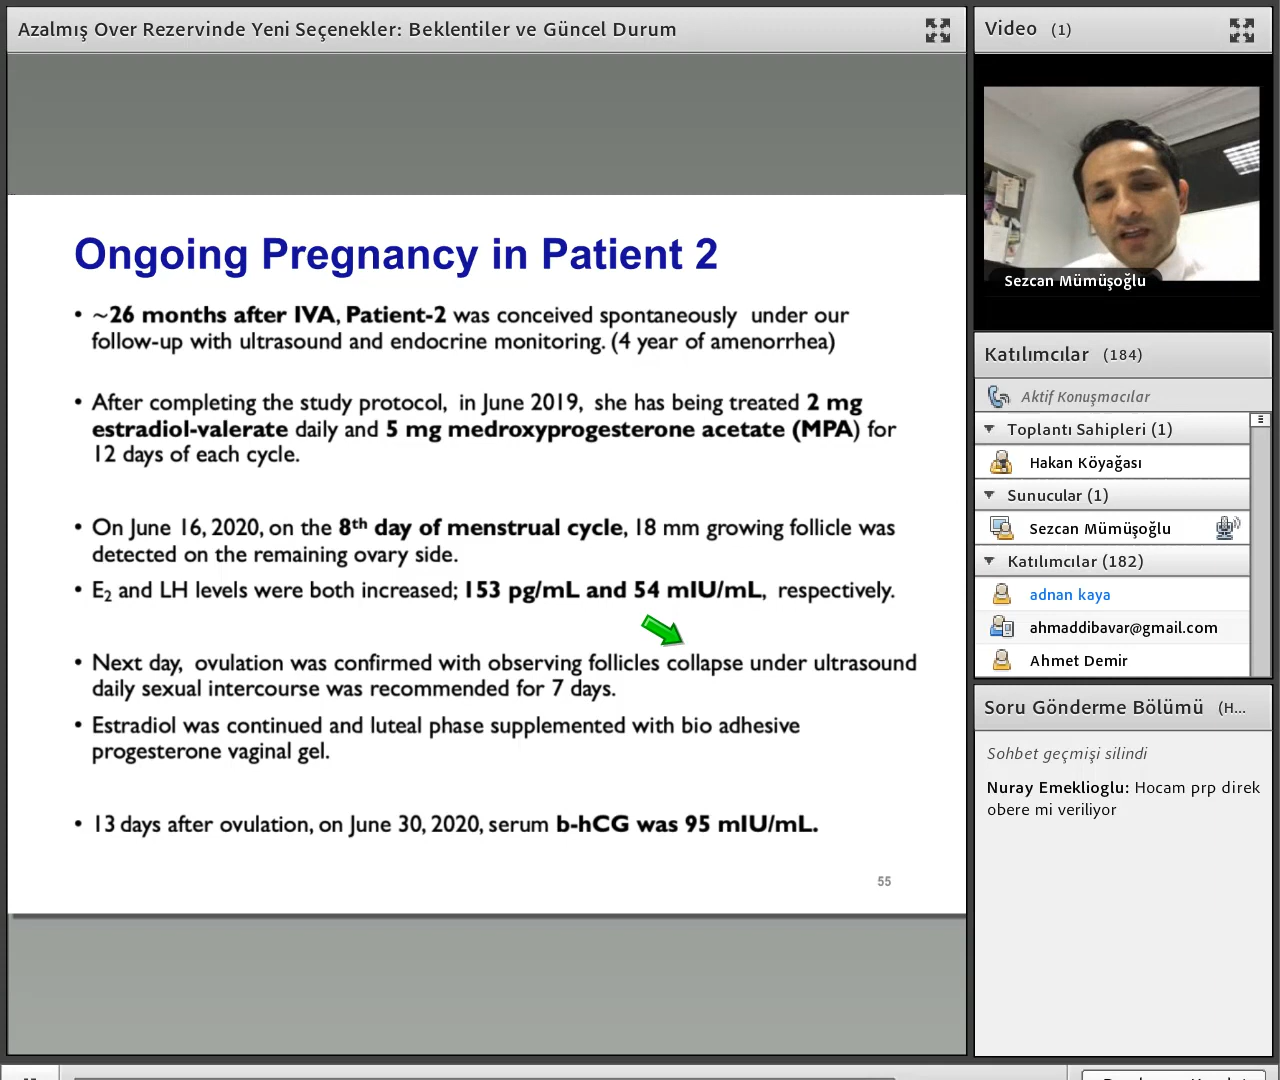 Azalmış Over Rezervinde Yeni Seçenekler: Beklentiler ve Güncel Durum
Ongoing Pregnancy in Patient 2
• ~26 months after IVA, Patient-2 was conceived spontaneously under our
follow-up with ultrasound and endocrine monitoring. (4 year of amenorrhea)
• After completing the study protocol, in June 2019, she has being treated 2 mg
estradiol-valerate daily and 5 mg medroxyprogesterone acetate (MPA) for
12 days of each cycle.
• On June 16, 2020, on the 8th day of menstrual cycle, 18 mm growing follicle was
detected on the remaining ovary side.
• E2 and LH levels were both increased; 153 pg/mL and 54 mIU/mL, respectively.
• Next day, ovulation was confirmed with observing follicles collapse under ultrasound
daily sexual intercourse was recommended for 7 days.
• Estradiol was continued and luteal phase supplemented with bio adhesive
progesterone vaginal gel.
• 13 days after ovulation, on June 30, 2020, serum b-hCG was 95 mIU/mL.
55
Video (1)
Sezcan Mümüşoğlu
Katılımcılar (184)
Aktif Konuşmacılar
Toplantı Sahipleri (1)
Hakan Köyağası
Sunucular (1)
Sezcan Mümüşoğlu
Katılımcılar (182)
adnan kaya
ahmaddibavar@gmail.com
Ahmet Demir
Soru Gönderme Bölümü (H...
Sohbet geçmişi silindi
Nuray Emeklioglu: Hocam prp direk
obere mi veriliyor